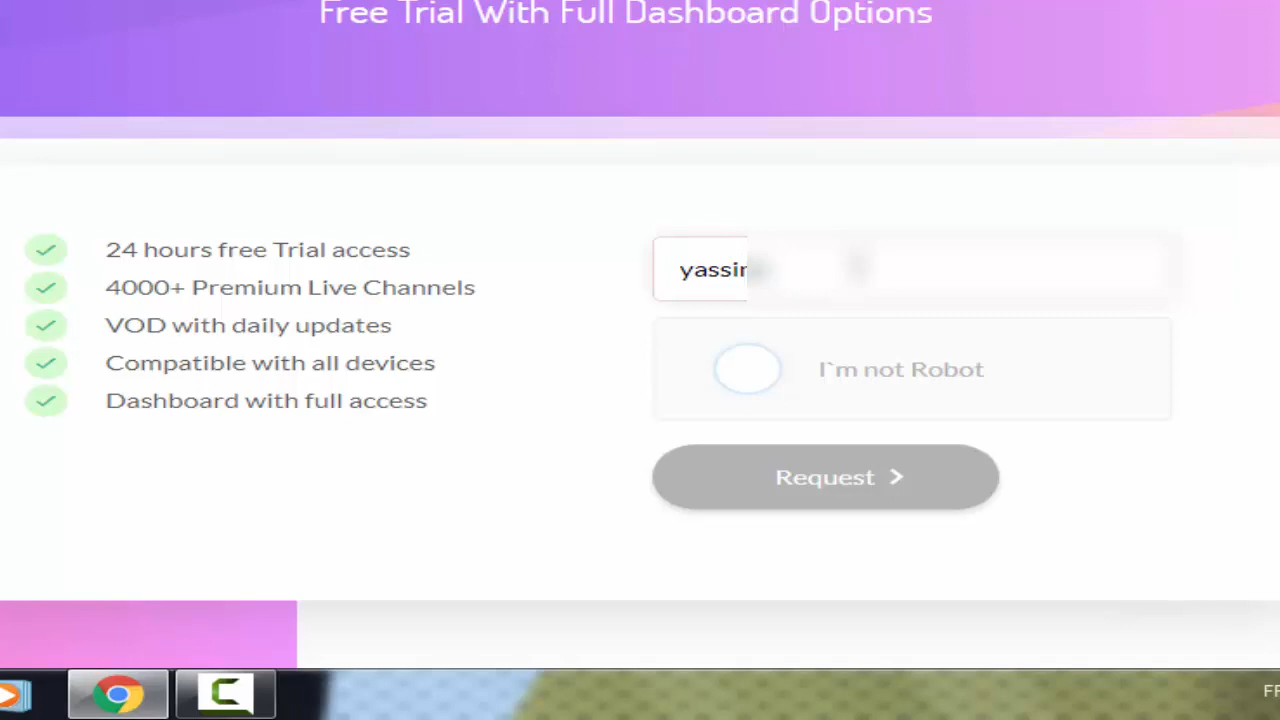 Free Trial With Full Dashboard Options
24 hours free Trial access
4000+ Premium Live Channels
VOD with daily updates
Compatible with all devices
Dashboard with full access
yassin
I`m not Robot
Request
FR